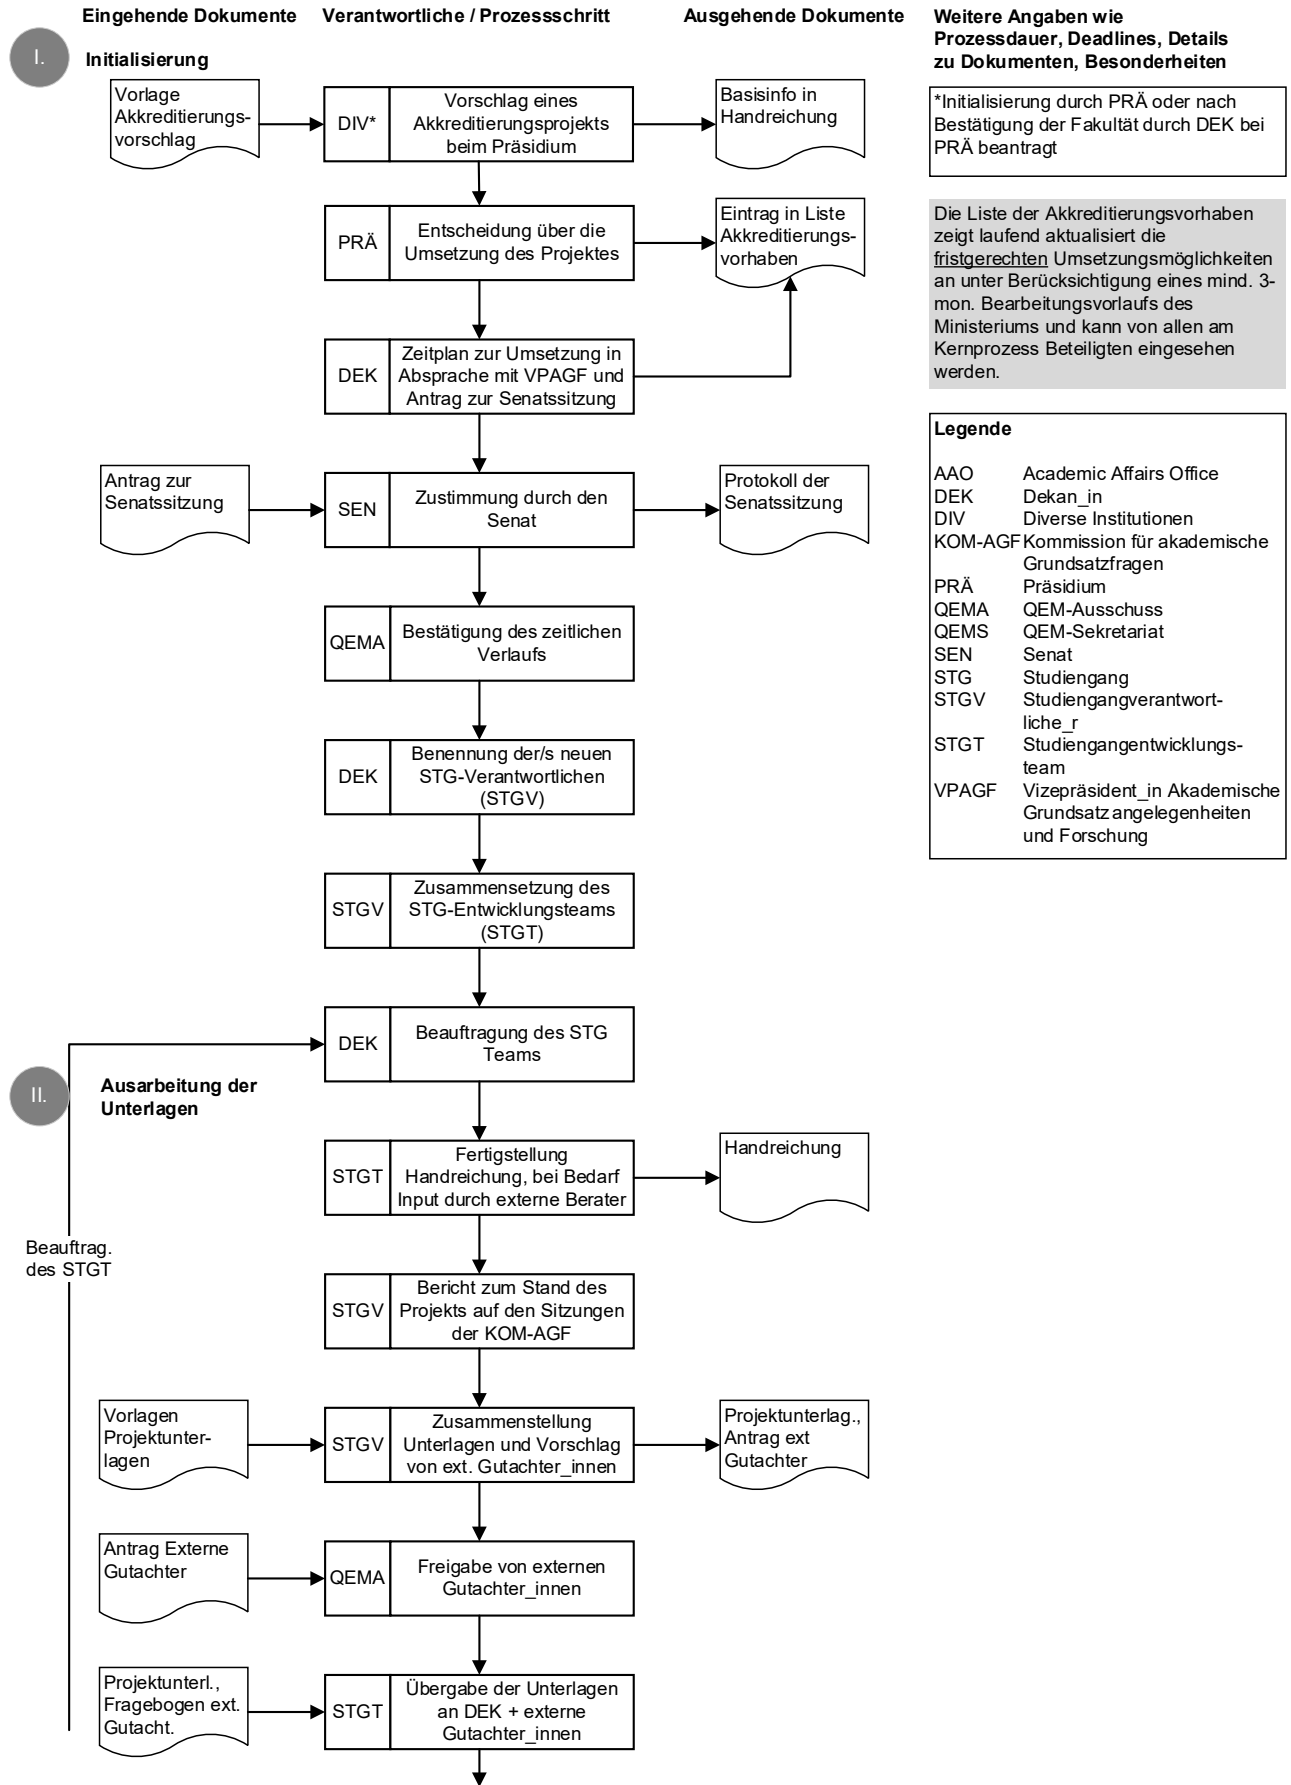 Eingehende Dokumente
Verantwortliche / Prozessschritt
Ausgehende Dokumente
Weitere Angaben wie
Prozessdauer, Deadlines, Details
zu Dokumenten, Besonderheiten
I.
Initialisierung
Vorlage
Akkreditierungs-
vorschlag
DIV*
Vorschlag eines
Akkreditierungsprojekts
beim Präsidium
Basisinfo in
Handreichung
*Initialisierung durch PRÄ oder nach
Bestätigung der Fakultät durch DEK bei
PRÄ beantragt
PRÄ
Entscheidung über die
Umsetzung des Projektes
Eintrag in Liste
Akkreditierungs-
vorhaben
Die Liste der Akkreditierungsvorhaben
zeigt laufend aktualisiert die
fristgerechten Umsetzungsmöglichkeiten
an unter Berücksichtigung eines mind. 3-
mon. Bearbeitungsvorlaufs des
Ministeriums und kann von allen am
Kernprozess Beteiligten eingesehen
werden.
DEK
Zeitplan zur Umsetzung in
Absprache mit VPAGF und
Antrag zur Senatssitzung
Legende
AAO Academic Affairs Office
DEK Dekan_in
DIV Diverse Institutionen
KOM-AGF Kommission für akademische
Grundsatzfragen
PRÄ Präsidium
QEMA QEM-Ausschuss
QEMS QEM-Sekretariat
SEN Senat
STG Studiengang
STGV Studiengangverantwort-
liche_r
STGT Studiengangentwicklungs-
team
VPAGF Vizepräsident_in Akademische
Grundsatzangelegenheiten
und Forschung
Antrag zur
Senatssitzung
SEN
Zustimmung durch den
Senat
Protokoll der
Senatssitzung
QEMA
Bestätigung des zeitlichen
Verlaufs
DEK
Benennung der/s neuen
STG-Verantwortlichen
(STGV)
STGV
Zusammensetzung des
STG-Entwicklungsteams
(STGT)
DEK
Beauftragung des STG
Teams
II.
Ausarbeitung der
Unterlagen
STGT
Fertigstellung
Handreichung, bei Bedarf
Input durch externe Berater
Handreichung
Beauftrag.
des STGT
STGV
Bericht zum Stand des
Projekts auf den Sitzungen
der KOM-AGF
Vorlagen
Projektunter-
lagen
STGV
Zusammenstellung
Unterlagen und Vorschlag
von ext. Gutachter_innen
Projektunterlag.,
Antrag ext
Gutachter
Antrag Externe
Gutachter
QEMA
Freigabe von externen
Gutachter_innen
Projektunterl.,
Fragebogen ext.
Gutacht.
STGT
Übergabe der Unterlagen
an DEK + externe
Gutachter_innen